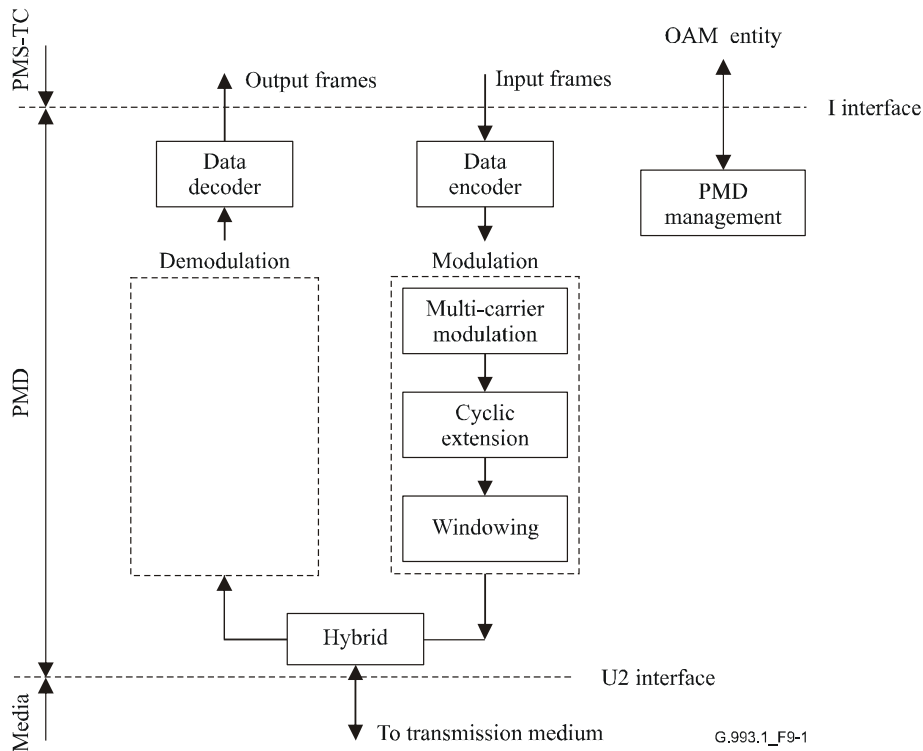 PMS-TC
OAM entity
Output frames
Input frames
I interface
Data
decoder
Data
encoder
PMD
management
Demodulation
Modulation
Multi-carrier
modulation
PMD
Cyclic
extension
Windowing
Hybrid
U2 interface
Media
To transmission medium
G.993.1_F9-1